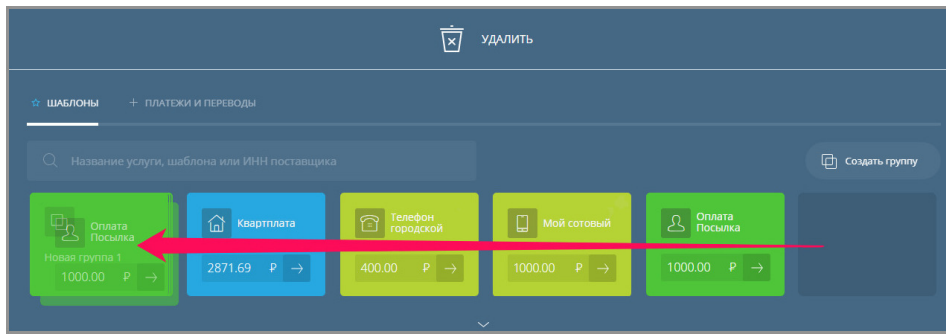 УДАЛИТЬ
ШАБЛОНЫ
ПЛАТЕЖИ И ПЕРЕВОДЫ
Название услуги, шаблона или ИНН поставщика
Создать группу
Оплата
Посылка
Новая группа 1
1000.00 ₽
Квартплата
2871.69 ₽
Телефон
городской
400.00 ₽
Мой сотовый
1000.00 ₽
Оплата
Посылка
1000.00 ₽